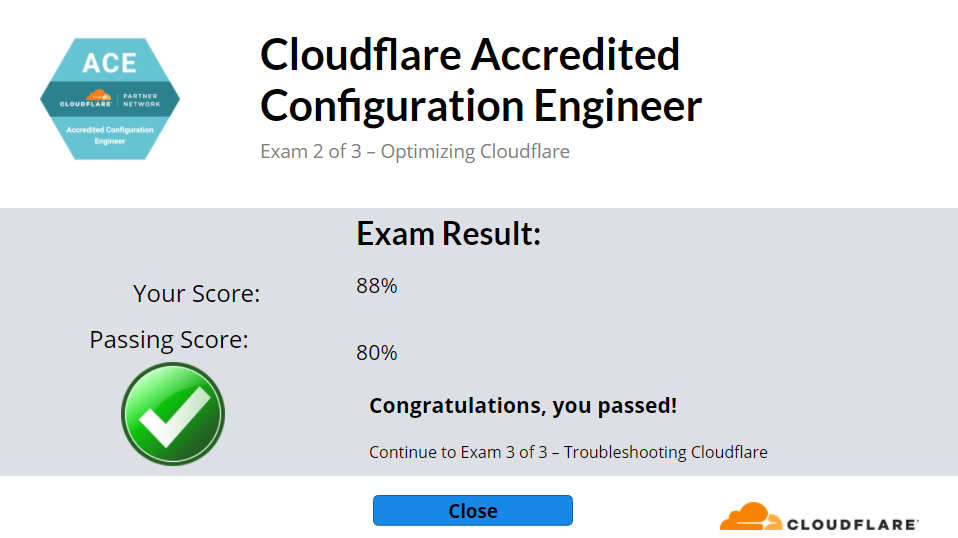 ACE
CLOUDFLARE
PARTNER
NETWORK
Accredited Configuration
Engineer
Cloudflare Accredited
Configuration Engineer
Exam 2 of 3 – Optimizing Cloudflare
Exam Result:
Your Score: 88%
Passing Score: 80%
Congratulations, you passed!
Continue to Exam 3 of 3 – Troubleshooting Cloudflare
Close
CLOUDFLARE